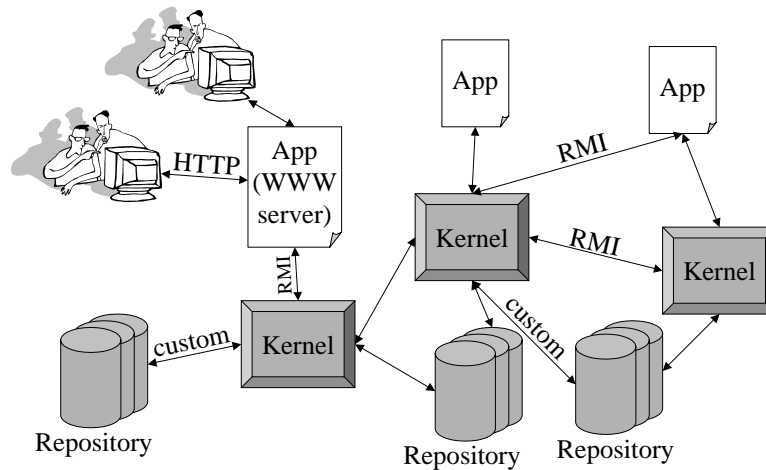 App
App
RMI
HTTP
App
(WWW
server)
Kernel
RMI
Kernel
RMI
custom
Kernel
custom
Repository
Repository
Repository